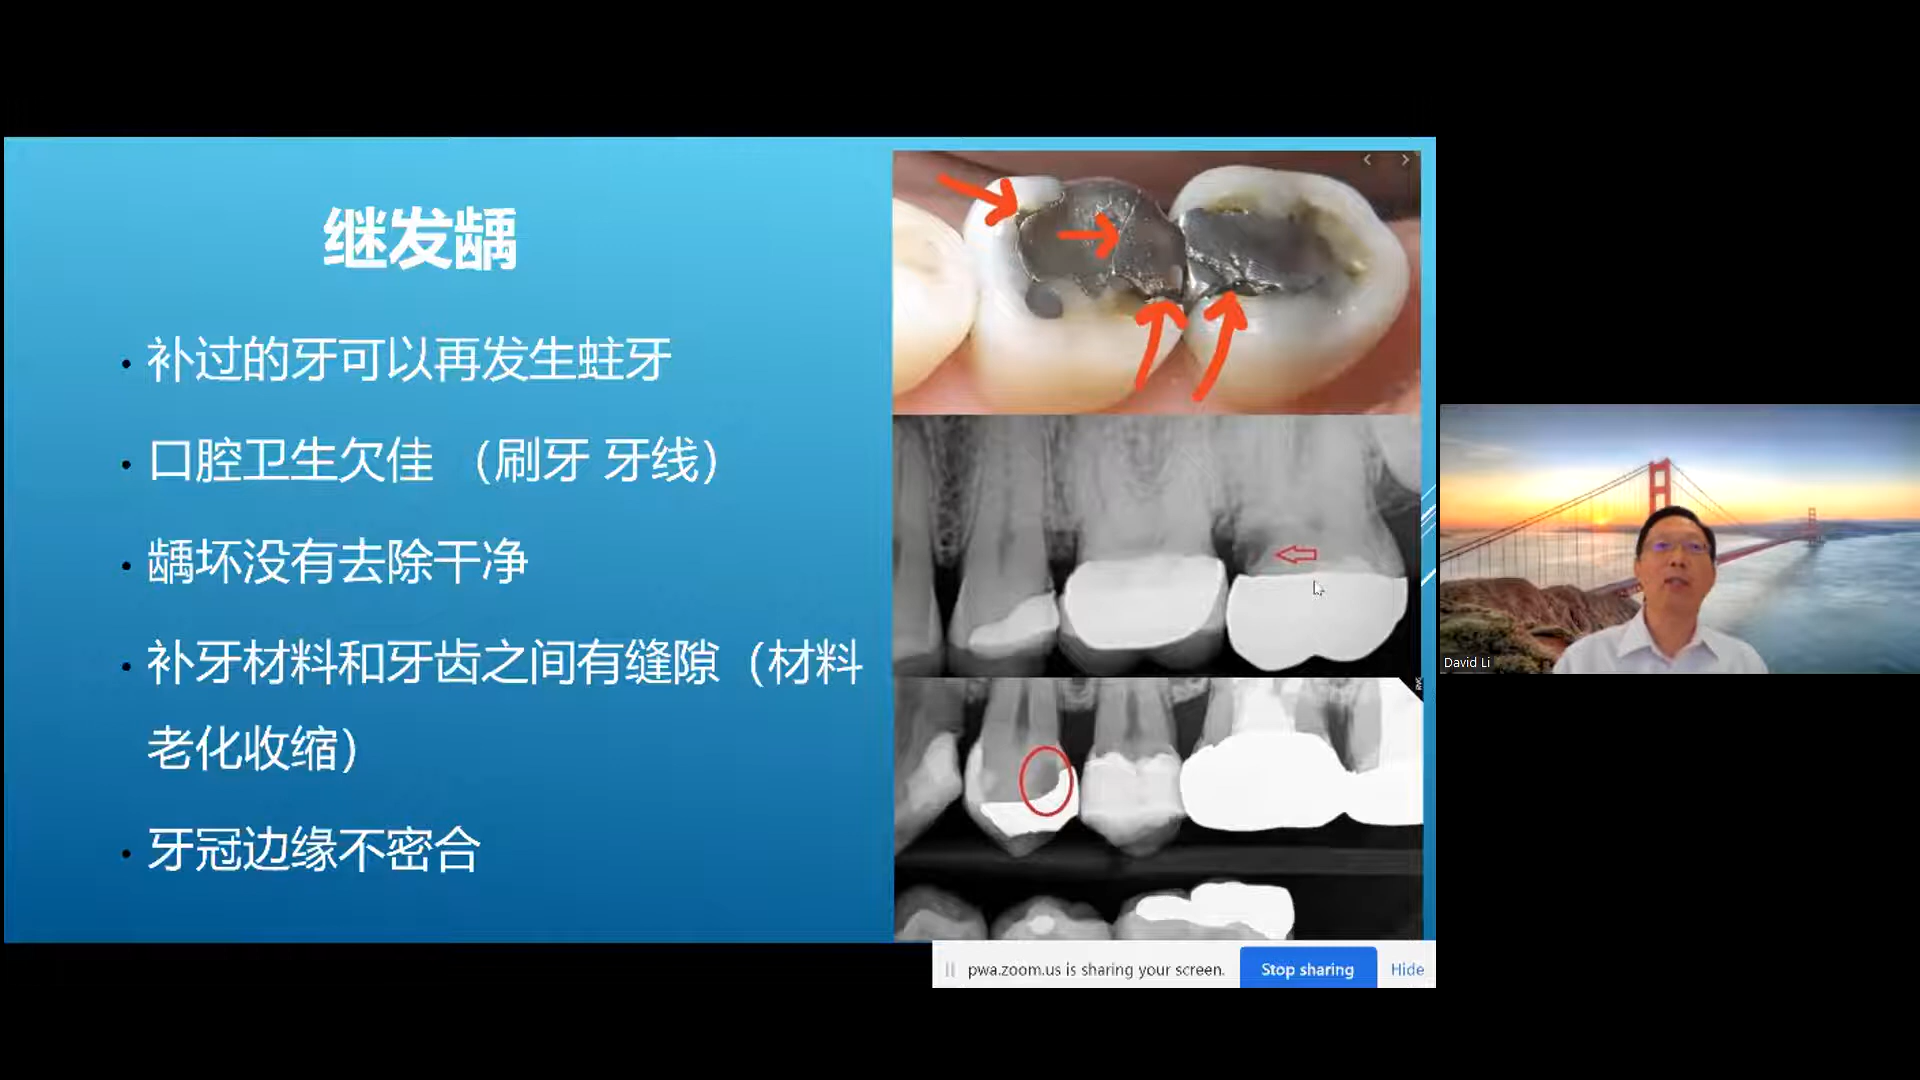 继发龋
补过的牙可以再发生蛀牙
口腔卫生欠佳 （刷牙 牙线）
龋坏没有去除干净
补牙材料和牙齿之间有缝隙（材料
老化收缩）
牙冠边缘不密合
David Li
pwa.zoom.us is sharing your screen.
Stop sharing
Hide